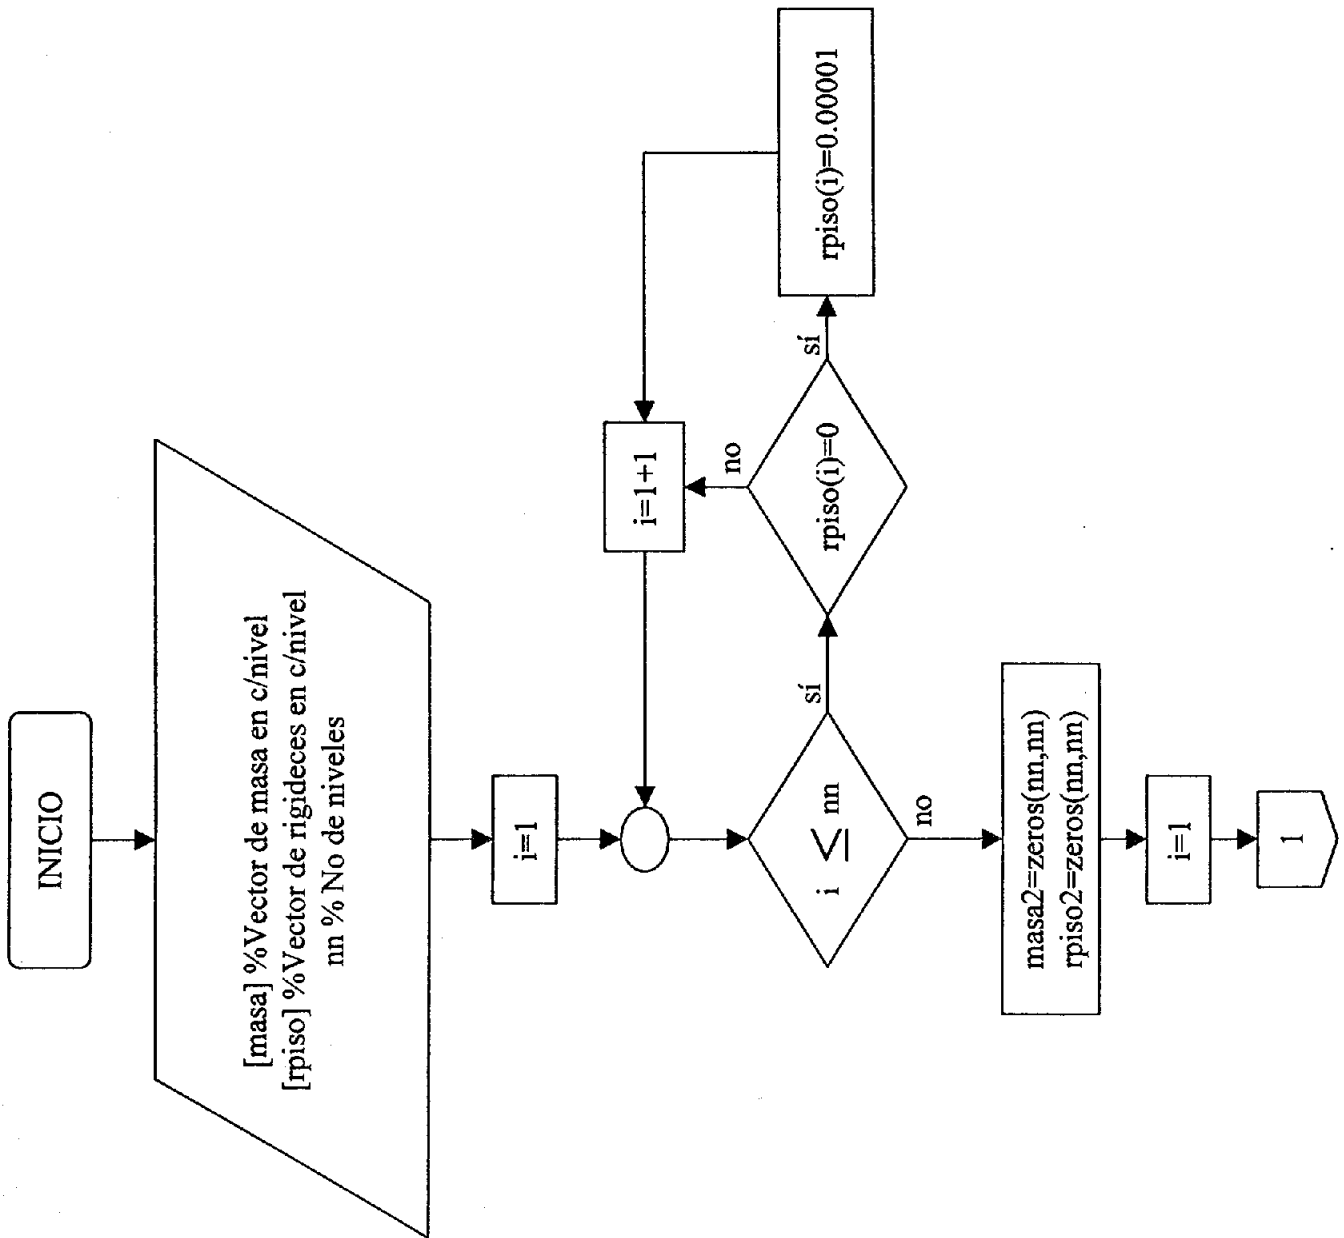 INICIO
[masa] %Vector de masa en c/nivel
[rpiso] %Vector de rigideces en c/nivel
nn % No de niveles
i=1
i ≤ nn
sí
no
rpiso(i)=0
sí
no
rpiso(i)=0.00001
i=1+1
masa2=zeros(nn,nn)
rpiso2=zeros(nn,nn)
i=1
1